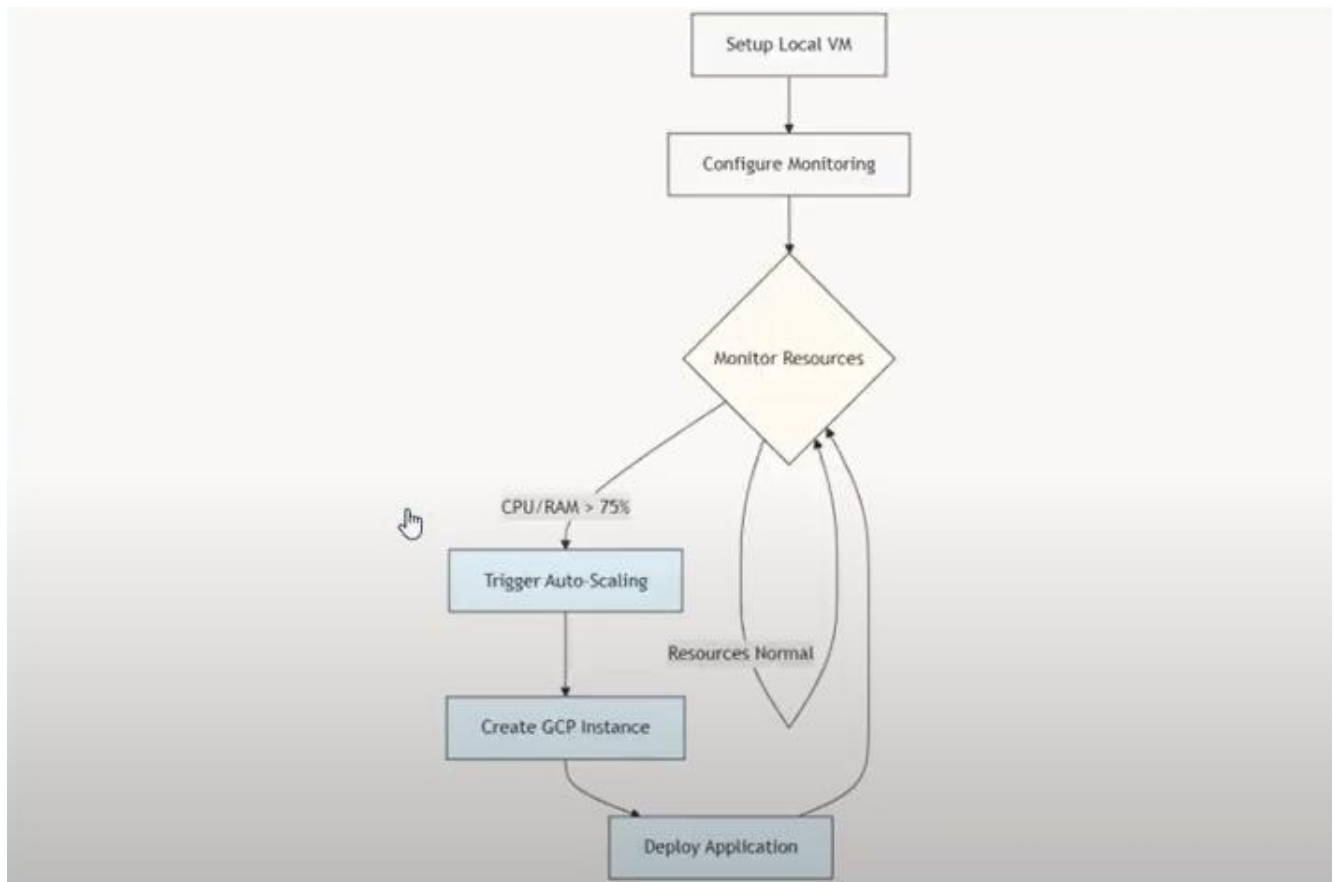 Setup Local VM
Configure Monitoring
Monitor Resources
CPU/RAM > 75%
Trigger Auto-Scaling
Resources Normal
Create GCP Instance
Deploy Application